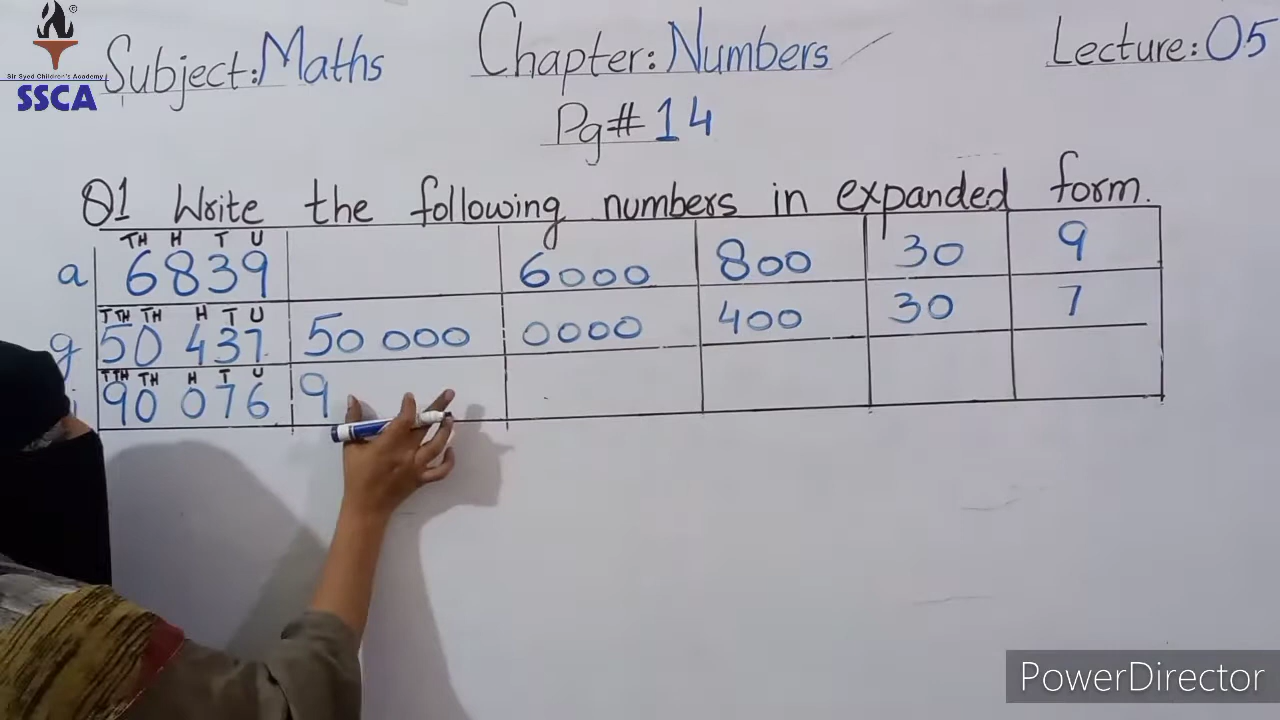 ©
Sir Syed Children's Academy
SSCA
Subject: Maths
Chapter: Numbers
Lecture: 05
Pg# 14
Q1 Write the following numbers in expanded form.
TH H T U
a 6839 6000 800 30 9
TTH TH H T U
g 50 437 50 000 0000 400 30 7
TTH TH H T U
90 076 9
PowerDirector